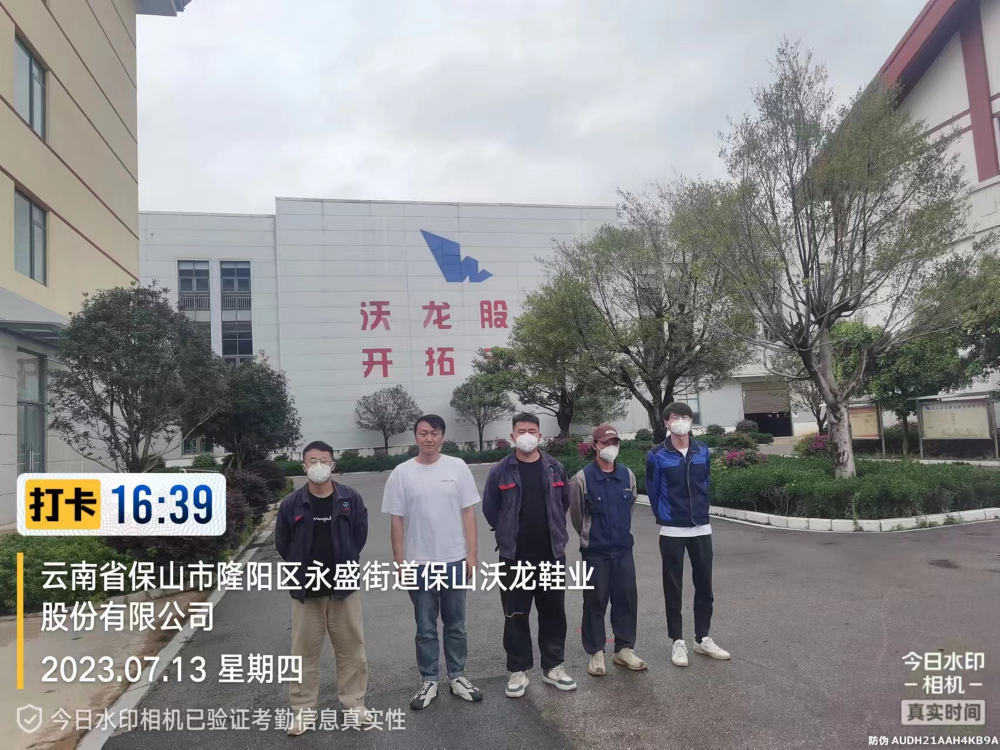 沃龙股
开拓
打卡 16:39
云南省保山市隆阳区永盛街道保山沃龙鞋业
股份有限公司
2023.07.13 星期四
今日水印相机已验证考勤信息真实性
今日水印
-相机-
真实时间
防伪 AUDH21AAH4KB9A